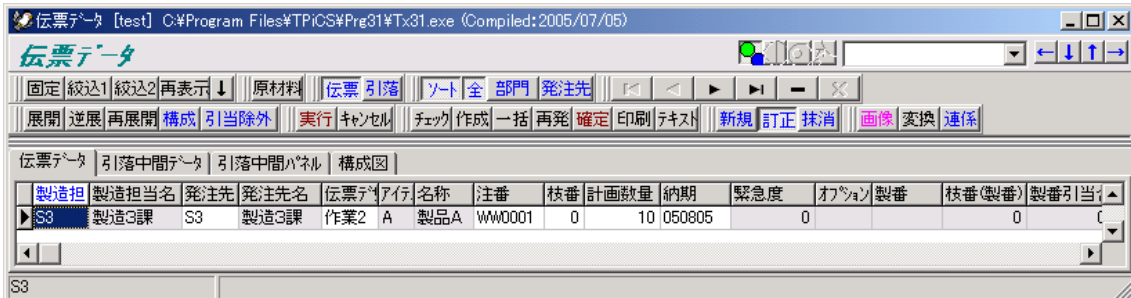 伝票ﾃﾞｰﾀ [test] C:¥Program Files¥TPiCS¥Prg31¥Tx31.exe (Compiled:2005/07/05)
伝票ﾃﾞｰﾀ
固定 絞込1 絞込2 再表示 ↓ 原材料 伝票 引落 ソート 全 部門 発注先
展開 逆展 再展開 構成 引当除外 実行 ｷｬﾝｾﾙ ﾁｪｯｸ 作成 一括 再発 確定 印刷 ﾃｷｽﾄ 新規 訂正 抹消 画像 変換 連係
伝票ﾃﾞｰﾀ 引落中間ﾃﾞｰﾀ 引落中間ﾊﾟﾈﾙ 構成図
製造担 製造担当名 発注先 発注先名 伝票ﾃﾞ ｱｲﾃ 名称 注番 枝番 計画数量 納期 緊急度 ｵﾌﾟｼｮﾝ 製番 枝番(製番) 製番引当
S3 製造3課 S3 製造3課 作業2 A 製品A WW0001 0 10 050805 0 0
S3